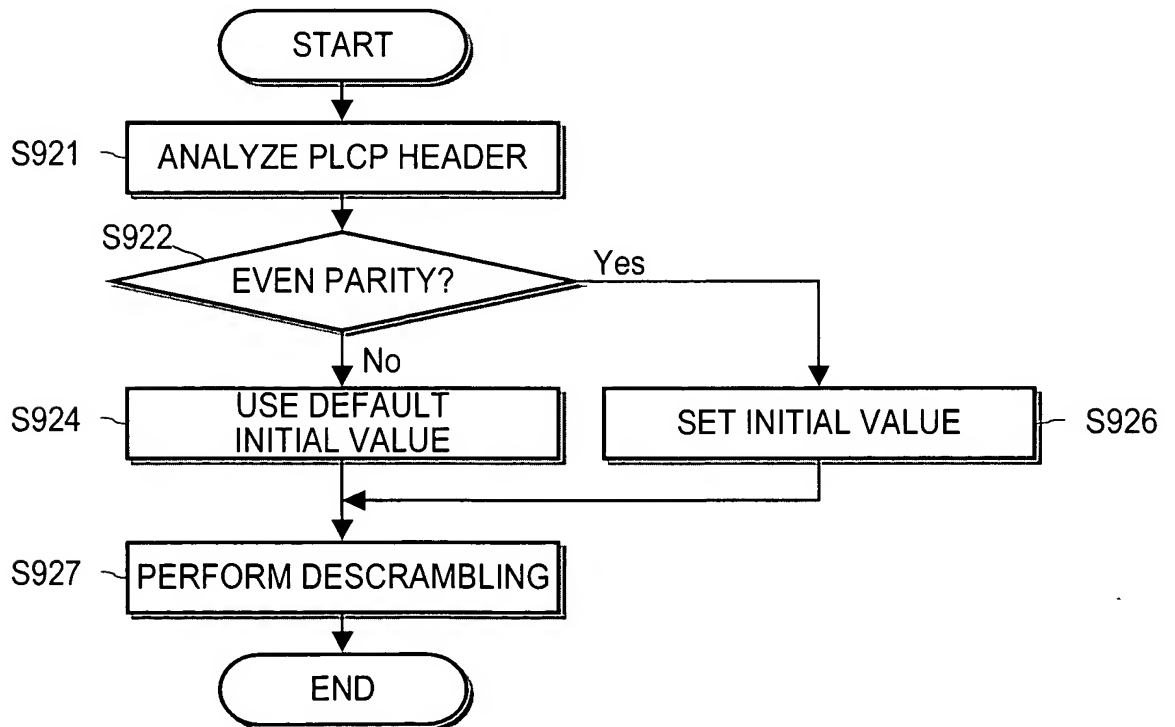 START
S921
ANALYZE PLCP HEADER
S922
EVEN PARITY?
Yes
No
S924
USE DEFAULT
INITIAL VALUE
SET INITIAL VALUE
S926
S927
PERFORM DESCRAMBLING
END